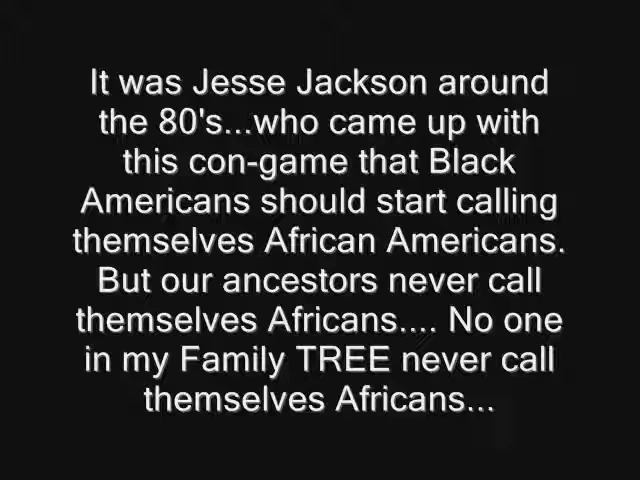 It was Jesse Jackson around
the 80's...who came up with
this con-game that Black
Americans should start calling
themselves African Americans.
But our ancestors never call
themselves Africans.... No one
in my Family TREE never call
themselves Africans...